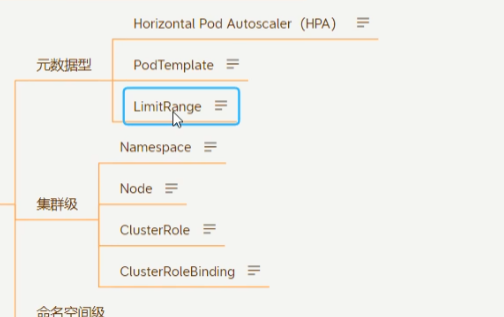 Horizontal Pod Autoscaler（HPA）
元数据型
PodTemplate
LimitRange
Namespace
Node
集群级
ClusterRole
ClusterRoleBinding
命名空间级